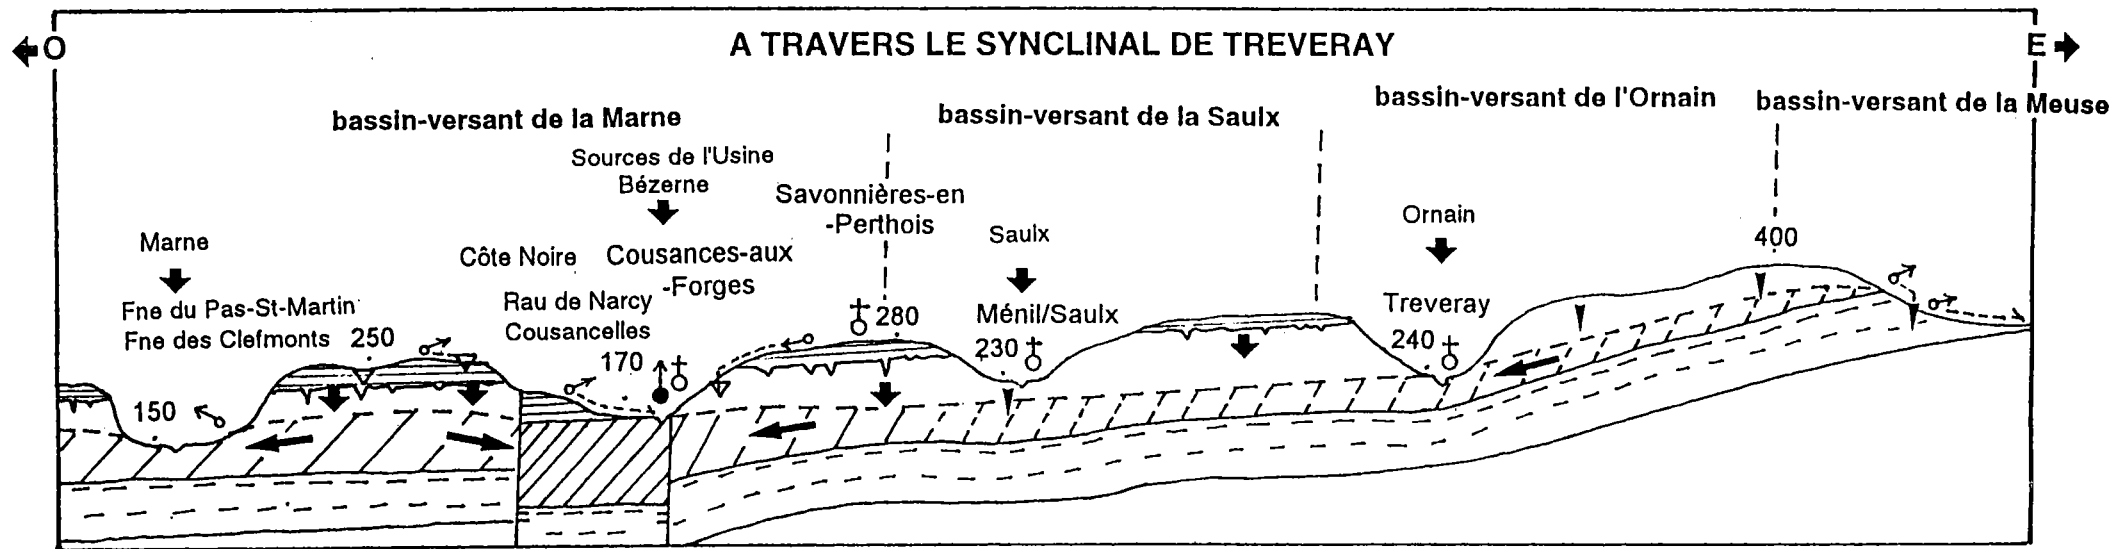 O
A TRAVERS LE SYNCLINAL DE TREVERAY
E
bassin-versant de la Marne
bassin-versant de la Saulx
bassin-versant de l'Ornain
bassin-versant de la Meuse
Sources de l'Usine
Bézerne
Savonnières-en
-Perthois
Marne
Côte Noire
Cousances-aux
-Forges
Saulx
Ornain
400
Fne du Pas-St-Martin
Fne des Clefmonts
250
Rau de Narcy
Cousancelles
170
280
Ménil/Saulx
230
Treveray
240
150